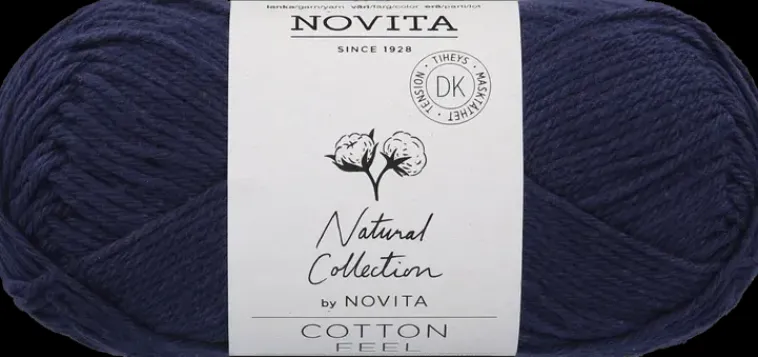 lanka/garn/yarn väri/färg/color erä/parti/lot
NOVITA
SINCE 1928
TIHEYS · MASKTÄTHET · TENSION ·
DK
Natural
Collection
by NOVITA
COTTON
FEEL